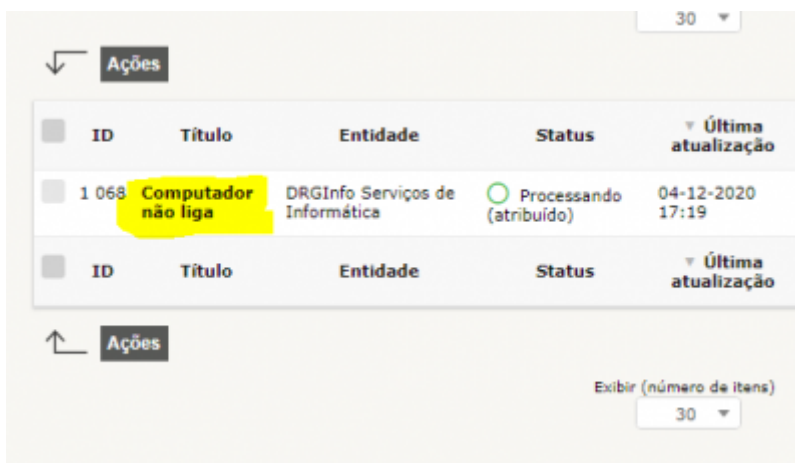 30
Ações
ID Título Entidade Status Última atualização
1 068 Computador não liga DRGInfo Serviços de Informática Processando (atribuído) 04-12-2020 17:19
ID Título Entidade Status Última atualização
Ações
Exibir (número de itens)
30